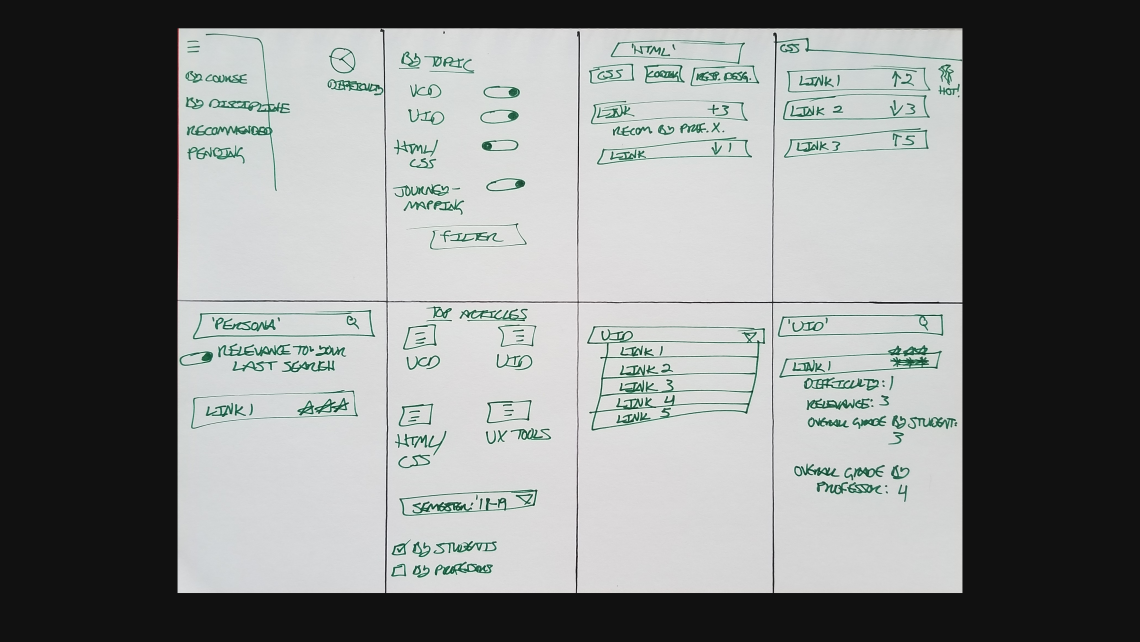 BY COURSE
DIFFICULTY
BY DISCIPLINE
RECOMMENDED
PENDING
BY TOPIC
UCD
UID
HTML/
CSS
JOURNEY-
MAPPING
FILTER
'HTML'
CSS CODING RESP. DESG.
LINK +3
RECOM BY PROF. X.
LINK ↓ 1
CSS
LINK 1 ↑2
HOT!
LINK 2 ↓3
LINK 3 ↑5
'PERSONA'
RELEVANCE TO YOUR
LAST SEARCH
LINK 1
TOP ARTICLES
UCD UID
HTML/
CSS
UX TOOLS
SEMESTER: '18-19
BY STUDENTS
BY PROFESSORS
UID
LINK 1
LINK 2
LINK 3
LINK 4
LINK 5
'UID'
LINK 1
DIFFICULTY: 1
RELEVANCE: 3
OVERALL GRADE BY STUDENT:
3
OVERALL GRADE BY
PROFESSOR: 4